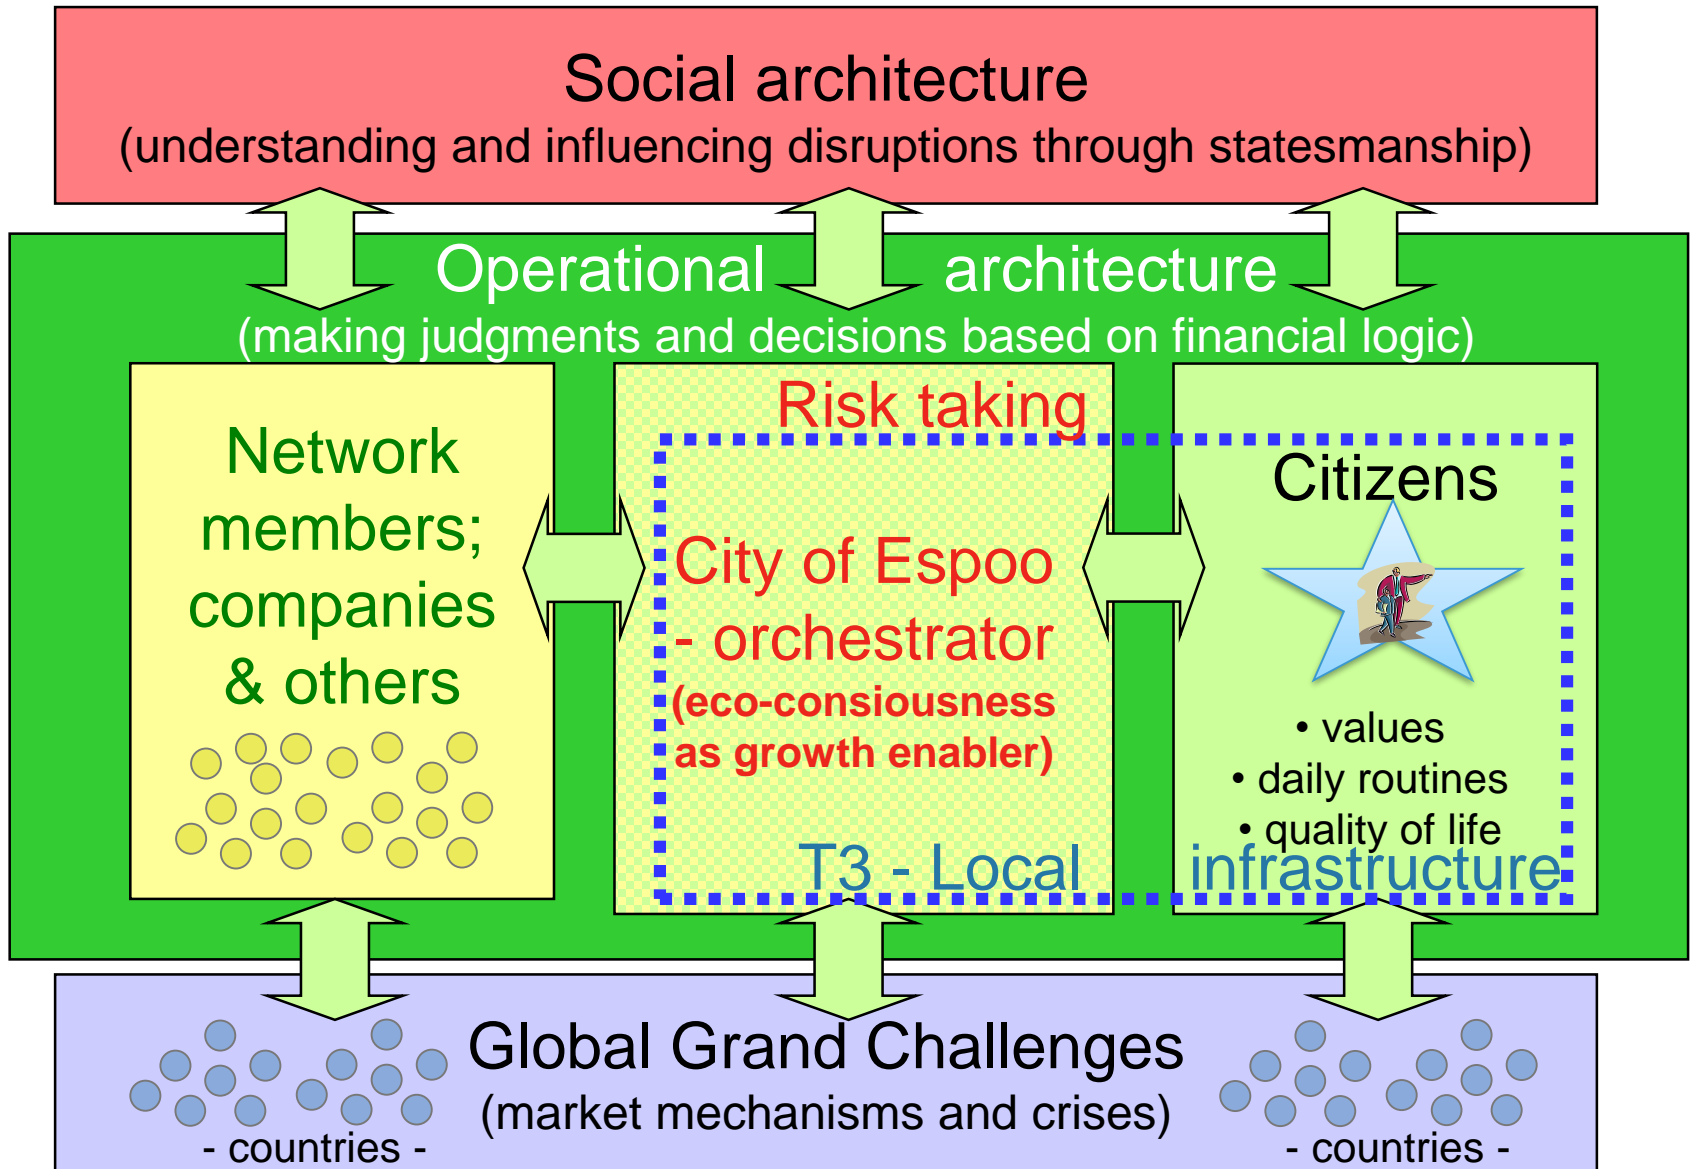 Social architecture
(understanding and influencing disruptions through statesmanship)
Operational architecture
(making judgments and decisions based on financial logic)
Network
members;
companies
& others
Risk taking
City of Espoo
- orchestrator
(eco-consiousness
as growth enabler)
Citizens
• values
• daily routines
• quality of life
T3 - Local infrastructure
Global Grand Challenges
(market mechanisms and crises)
- countries -
- countries -